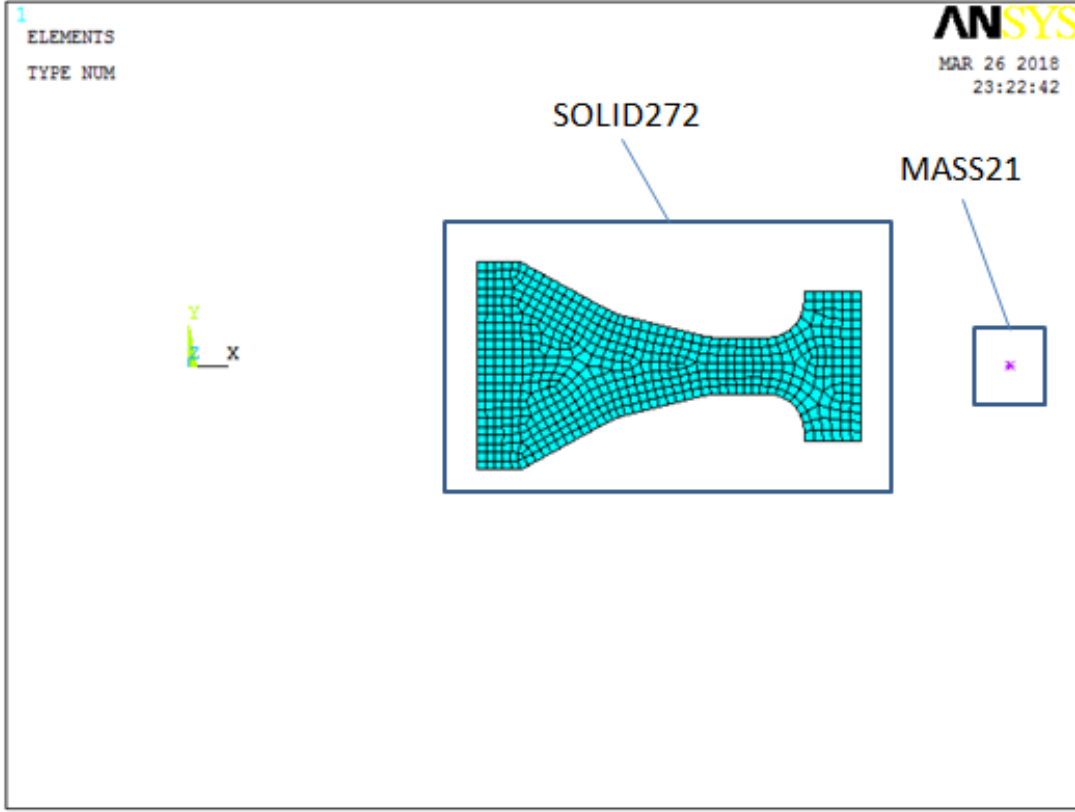 1
ELEMENTS
TYPE NUM
ANSYS
MAR 26 2018
23:22:42
SOLID272
MASS21
Y
Z
X